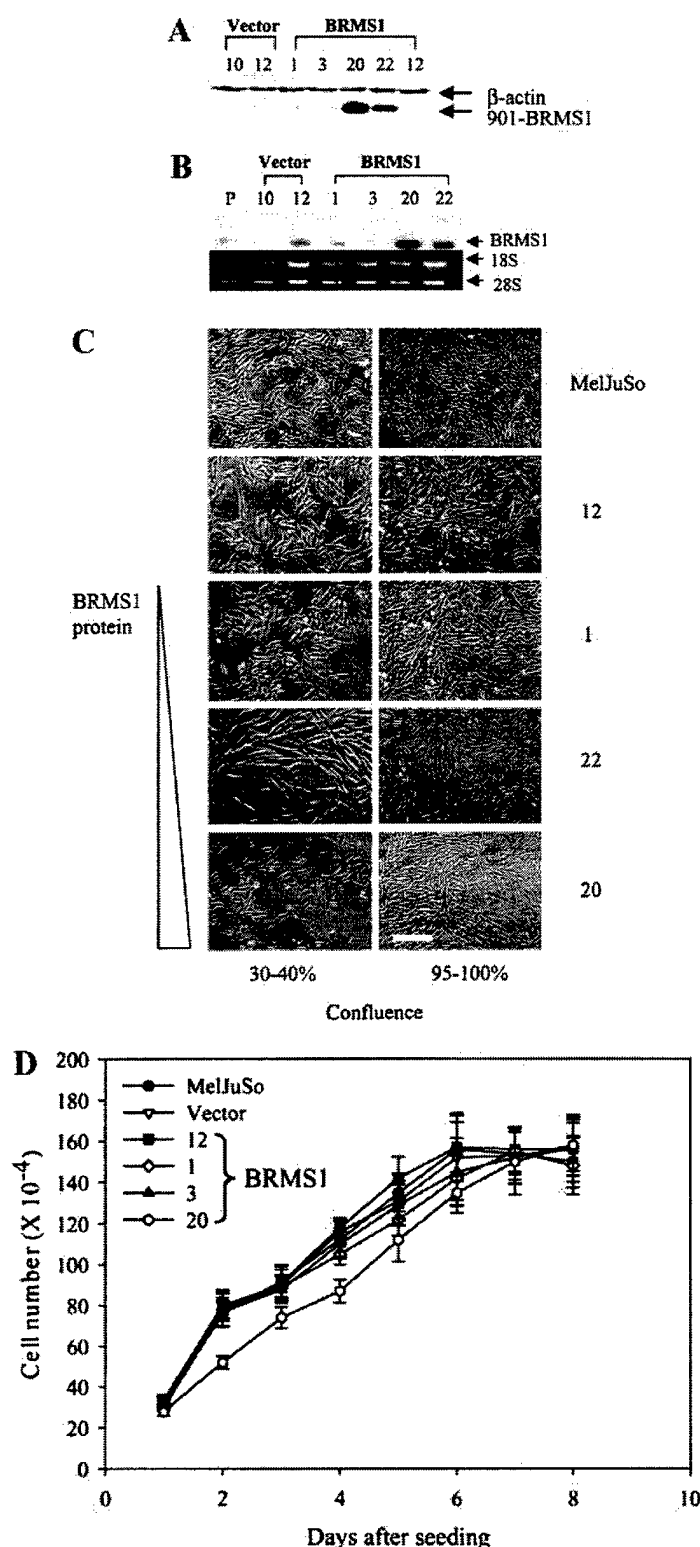 A
Vector BRMS1
10 12 1 3 20 22 12
β-actin
901-BRMS1
B
Vector BRMS1
P 10 12 1 3 20 22
BRMS1
18S
28S
C
MelJuSo
12
BRMS1
protein
1
22
20
30-40% 95-100%
Confluence
D
200
180
160
140
120
100
80
60
40
20
0
MelJuSo
Vector
12
1
3
20
BRMS1
Cell number (X 10-4)
0 2 4 6 8 10
Days after seeding